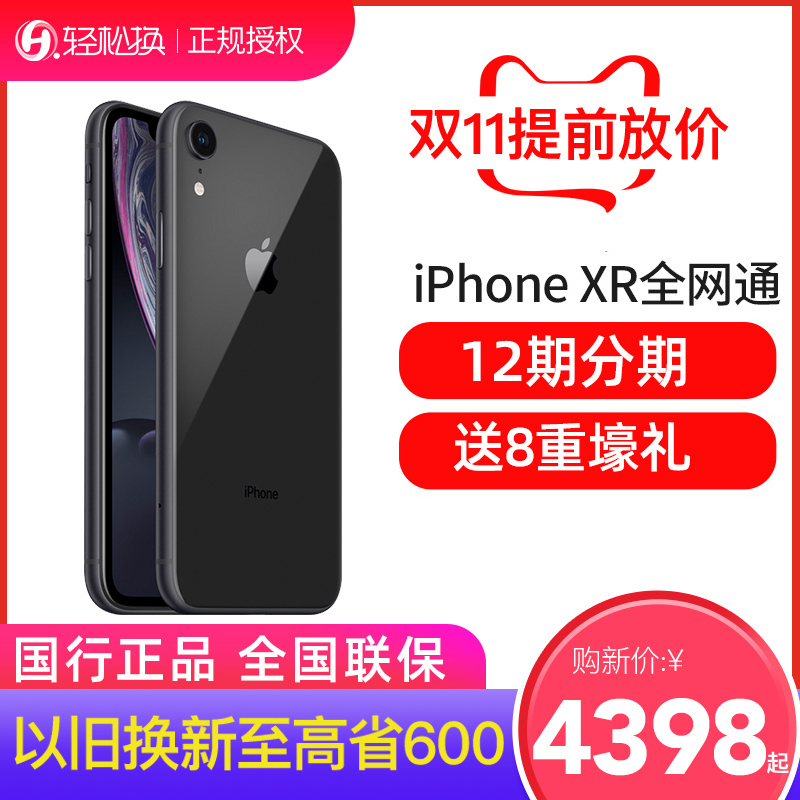 轻松换 正规授权
双11提前放价
iPhone XR全网通
12期分期
送8重壕礼
iPhone
国行正品 全国联保
购新价:¥
以旧换新至高省600
4398起